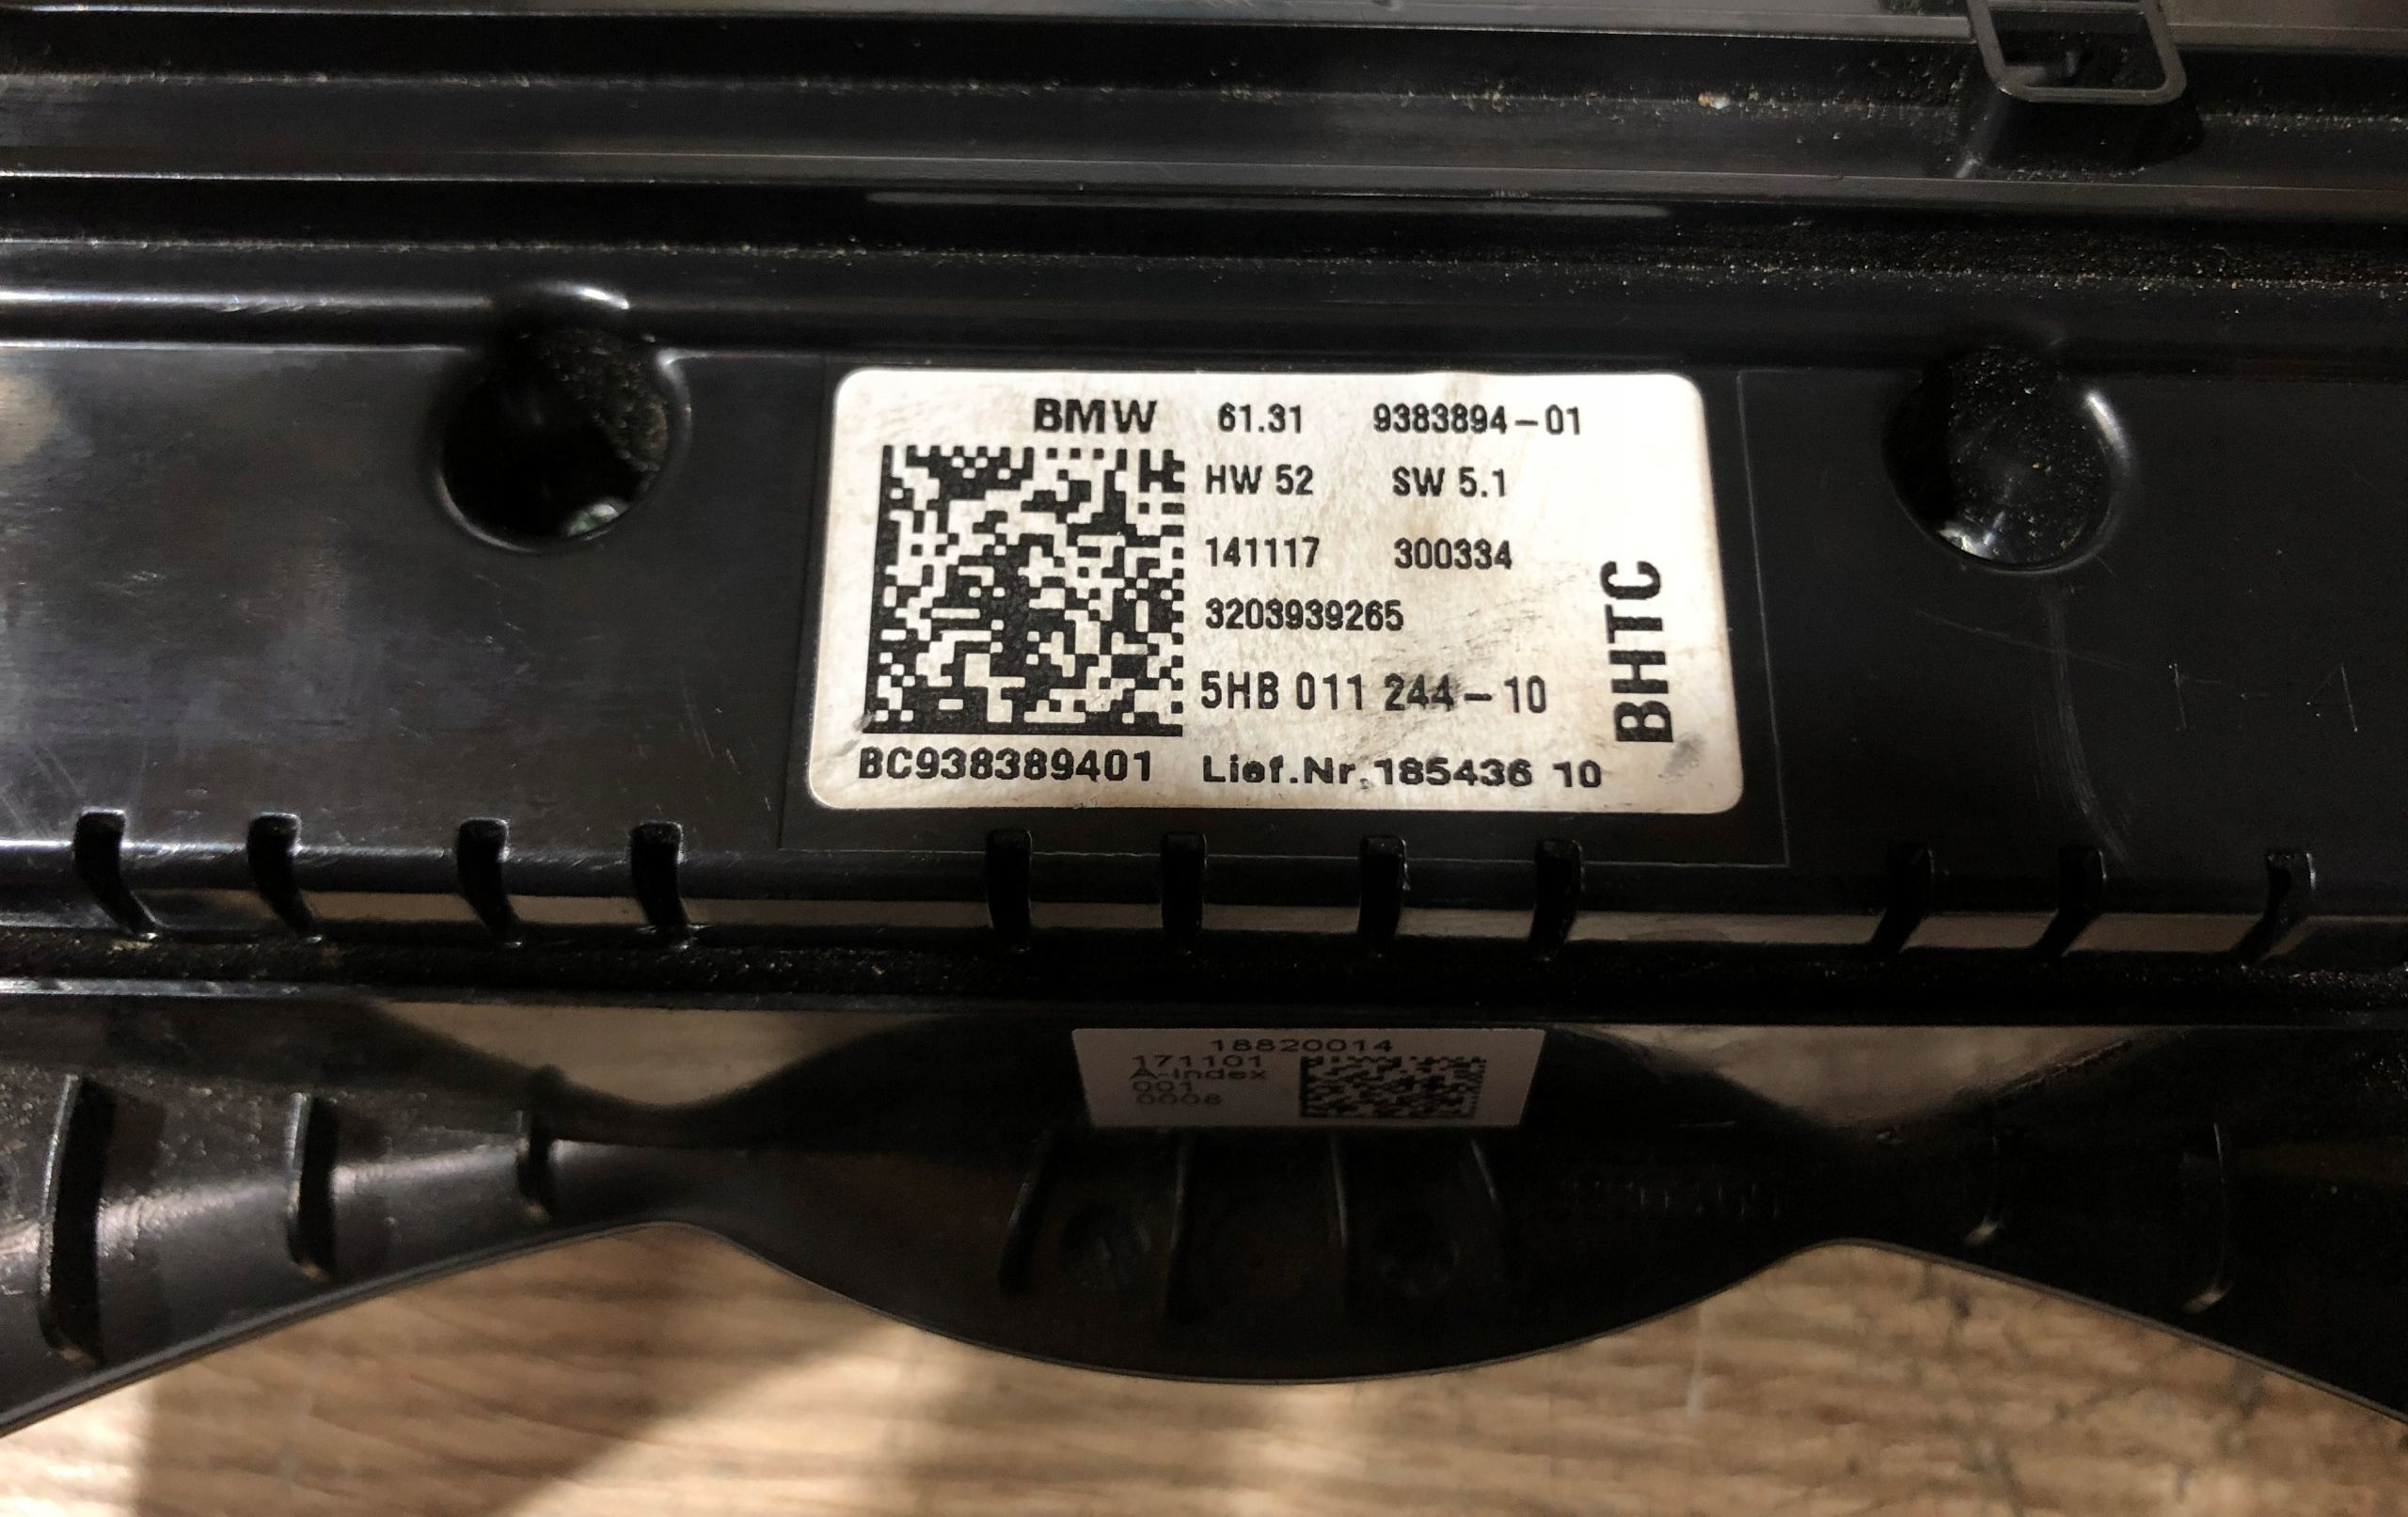 BMW 61.31 9383894-01
HW 52 SW 5.1
141117 300334
3203939265
5HB 011 244-10
BHTC
BC938389401 Lief.Nr.185436 10
18820014
171101
A-Index
001
0008